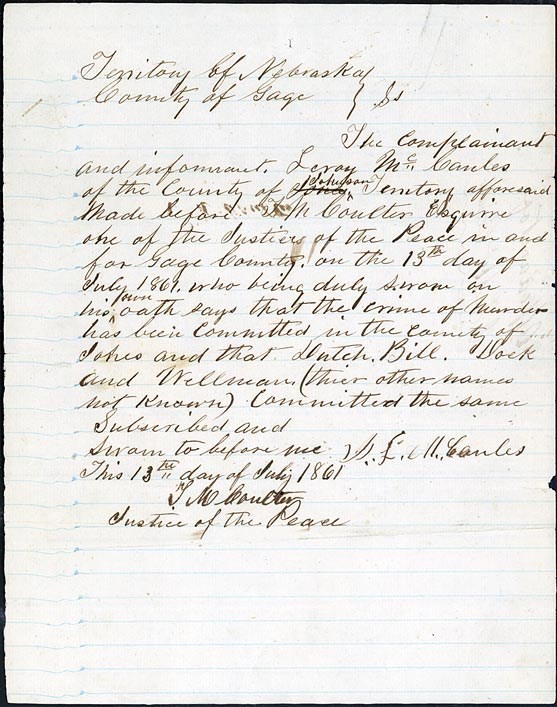 Territory Of Nebraska
County of Gage } Ss
The Complainant
and informant. Leroy McCanles
of the County of Jones Johnson Territory afforesaid
Made before T. M Coulter Esquire
one of the Justices of the Peace in and
for Gage County. on the 13th day of
July 1861. who being duly sworn on
his own oath says that the crime of Murder
has been Committed in the County of
Jones and that Dutch. Bill. Dock
and Wellman (thier other names
not known) Committed the same
Subscribed and
Sworn to before me
D. L. McCanles
This 13th day of July 1861
T M Coulter
Justice of the Peace